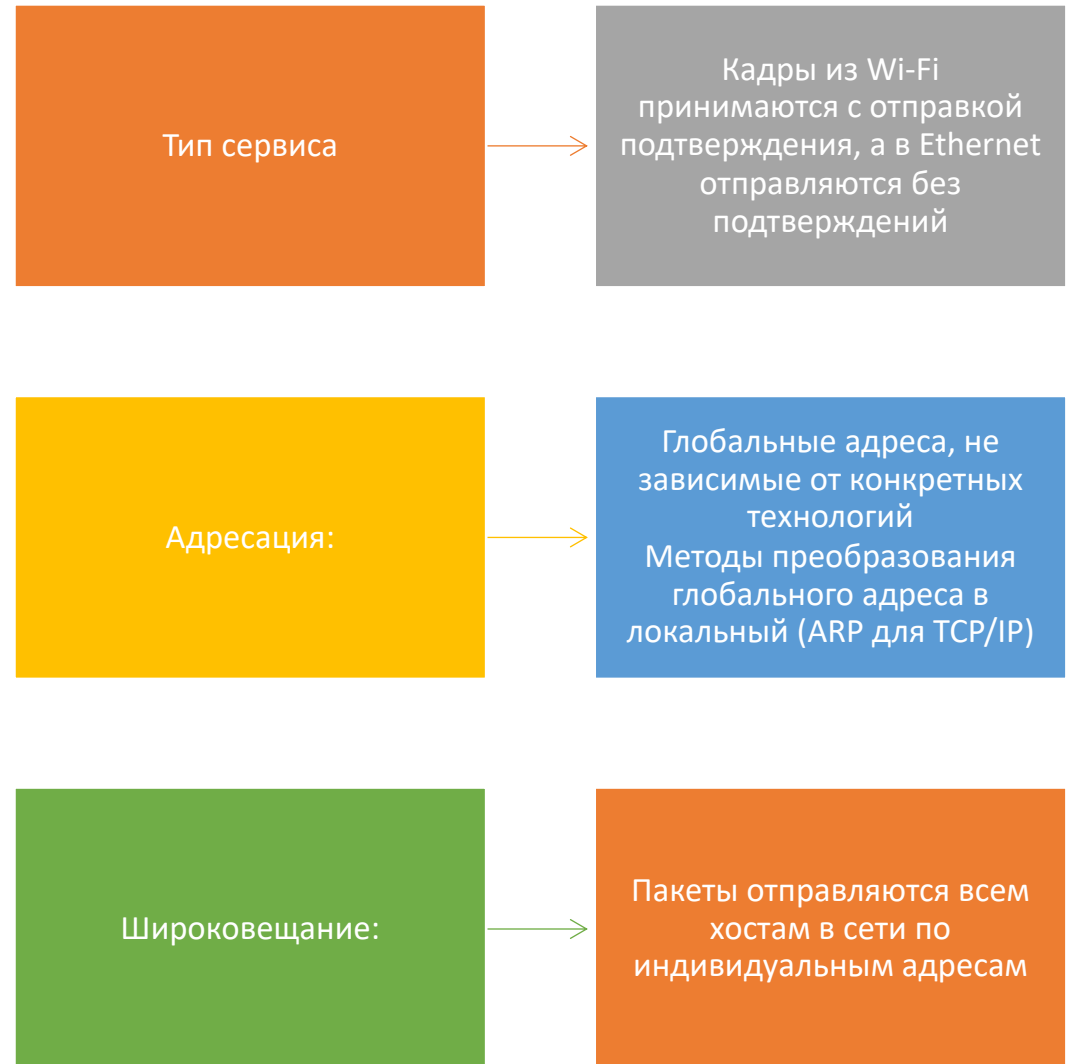 Тип сервиса
Кадры из Wi-Fi
принимаются с отправкой
подтверждения, а в Ethernet
отправляются без
подтверждений
Адресация:
Глобальные адреса, не
зависимые от конкретных
технологий
Методы преобразования
глобального адреса в
локальный (ARP для TCP/IP)
Широковещание:
Пакеты отправляются всем
хостам в сети по
индивидуальным адресам